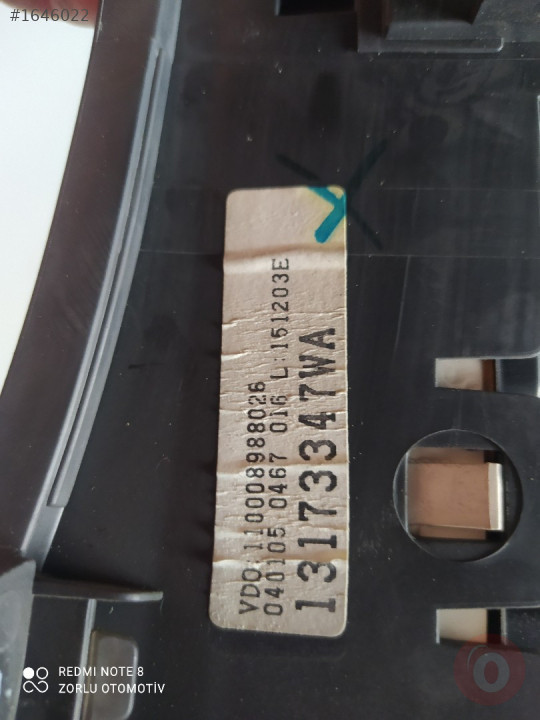 #1646022
VDO:110008988026
040105 0467 016 L:151203E
13173347WA
REDMI NOTE 8
ZORLU OTOMOTİV